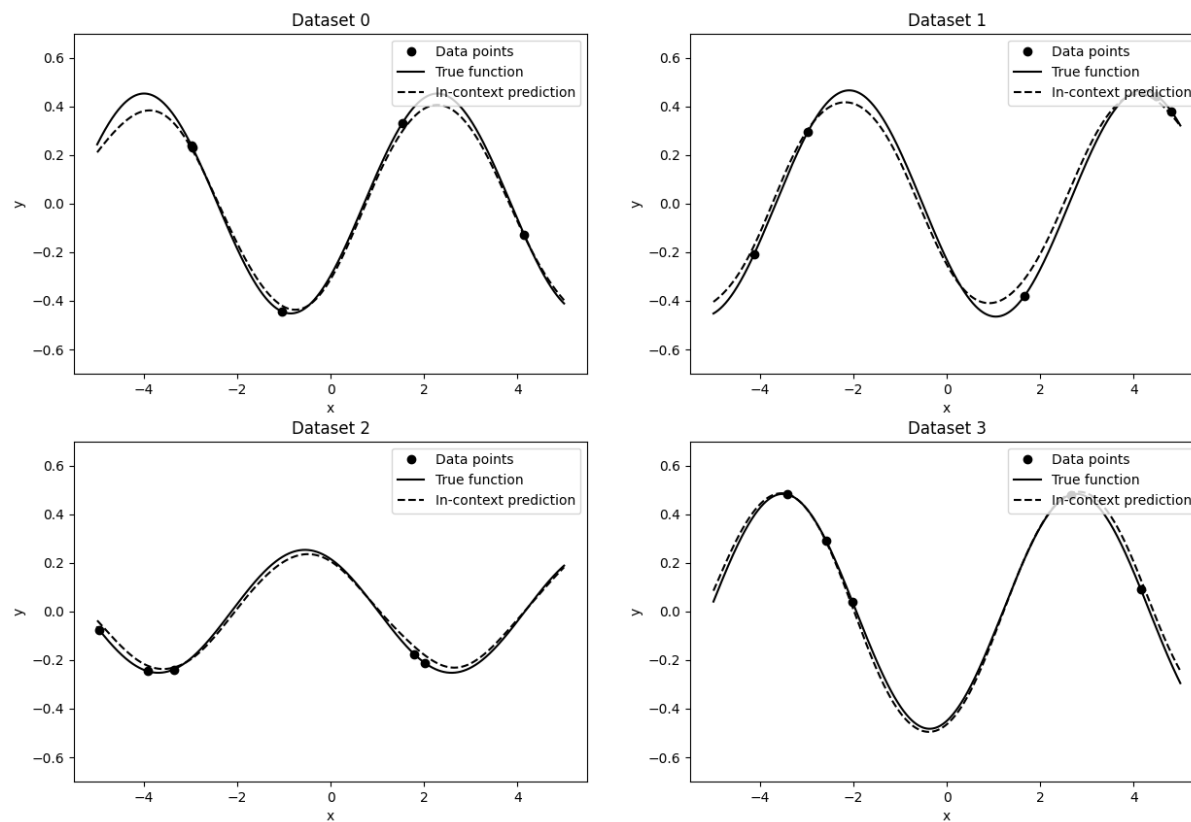 Dataset 0
0.6
0.4
0.2
0.0
−0.2
−0.4
−0.6
y
−4
−2
0
2
4
x
Data points
True function
In-context prediction
Dataset 1
0.6
0.4
0.2
0.0
−0.2
−0.4
−0.6
y
−4
−2
0
2
4
x
Data points
True function
In-context prediction
Dataset 2
0.6
0.4
0.2
0.0
−0.2
−0.4
−0.6
y
−4
−2
0
2
4
x
Data points
True function
In-context prediction
Dataset 3
0.6
0.4
0.2
0.0
−0.2
−0.4
−0.6
y
−4
−2
0
2
4
x
Data points
True function
In-context prediction